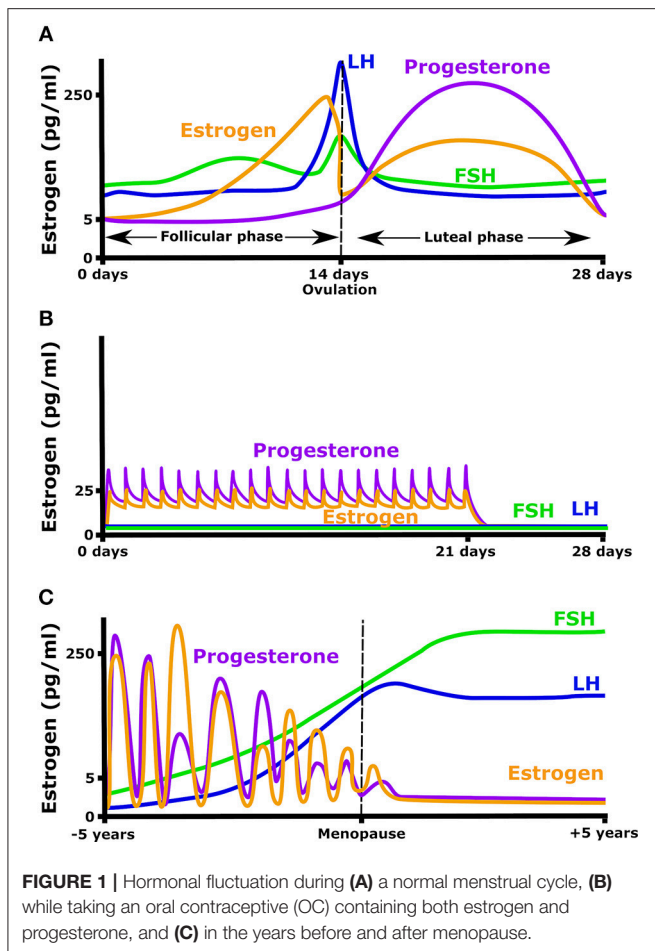 A
LH
Progesterone
250
Estrogen
FSH
Estrogen (pg/ml)
5
Follicular phase
Luteal phase
0
0 days
14 days
28 days
Ovulation
B
Estrogen (pg/ml)
Progesterone
25
Estrogen
FSH
LH
0
0 days
21 days
28 days
C
FSH
250
Progesterone
LH
Estrogen (pg/ml)
5
Estrogen
0
-5 years
Menopause
+5 years
FIGURE 1 | Hormonal fluctuation during (A) a normal menstrual cycle, (B)
while taking an oral contraceptive (OC) containing both estrogen and
progesterone, and (C) in the years before and after menopause.